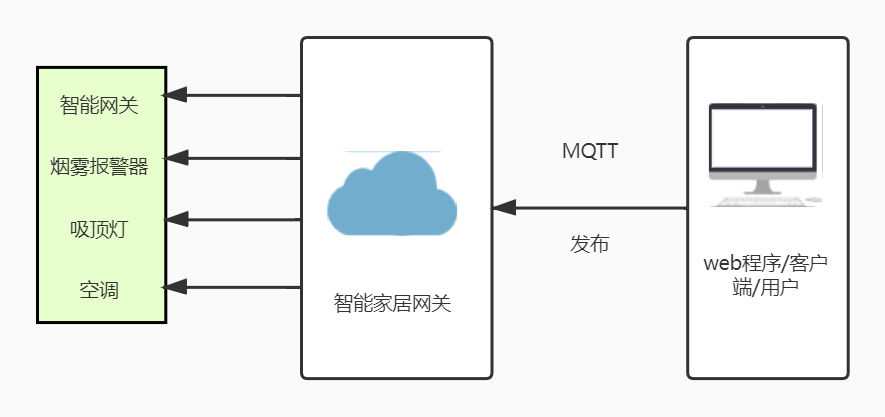 智能网关
烟雾报警器
吸顶灯
空调
智能家居网关
MQTT
发布
web程序/客户
端/用户